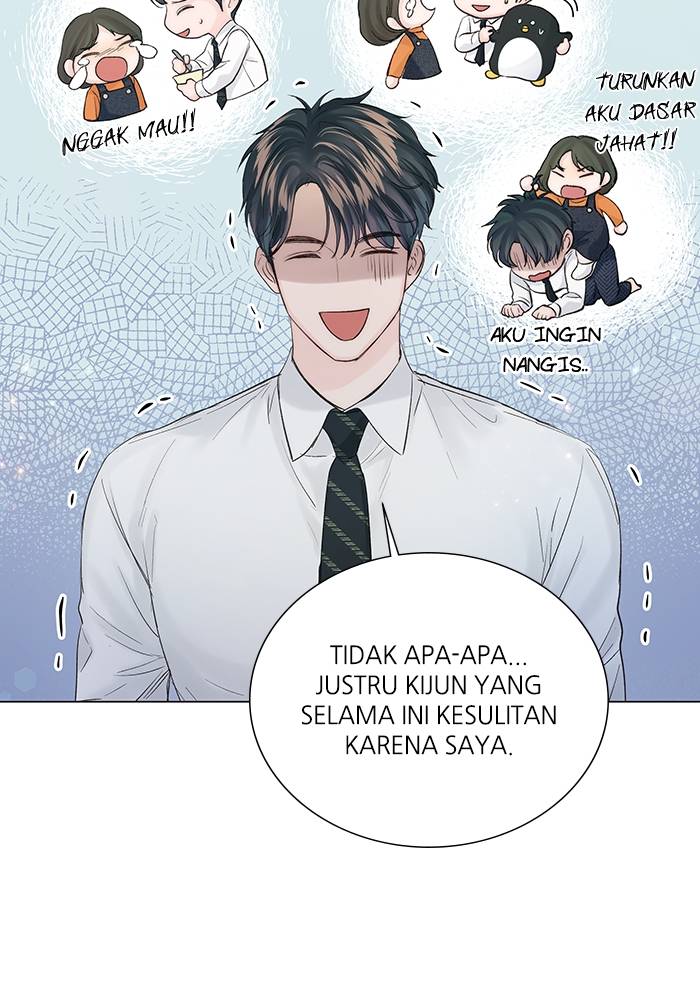 NGGAK MAU!!
TURUNKAN
AKU DASAR
JAHAT!!
AKU INGIN
NANGIS..
TIDAK APA-APA...
JUSTRU KIJUN YANG
SELAMA INI KESULITAN
KARENA SAYA.